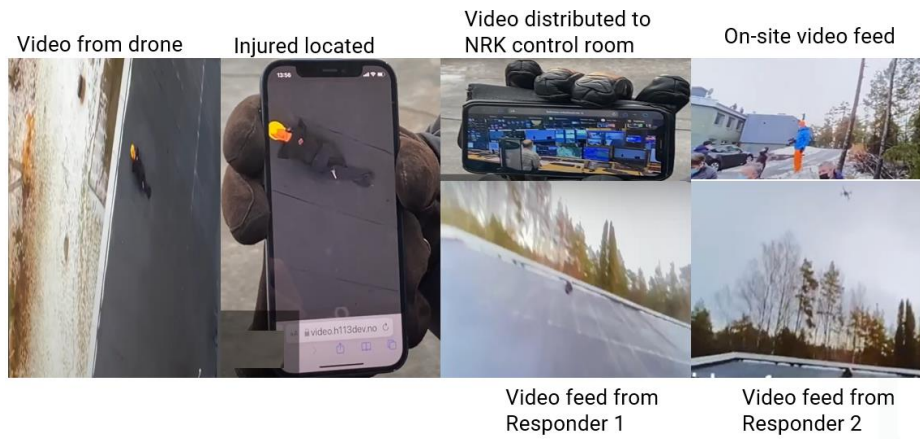 Video from drone
Injured located
Video distributed to
NRK control room
On-site video feed
13:56
video.h113dev.no
Video feed from
Responder 1
Video feed from
Responder 2